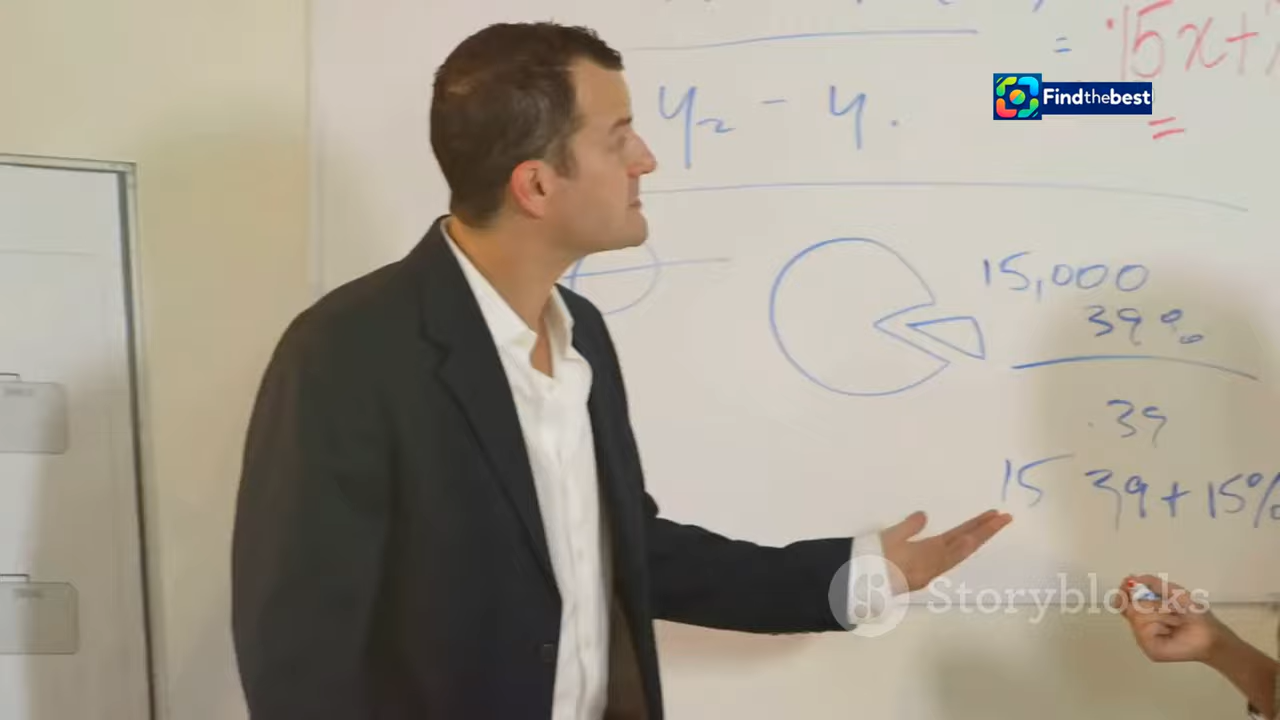 = 15x+
Findthebest
y₂ - y.
=
15,000
39%
.39
15 39+15%
Storyblocks